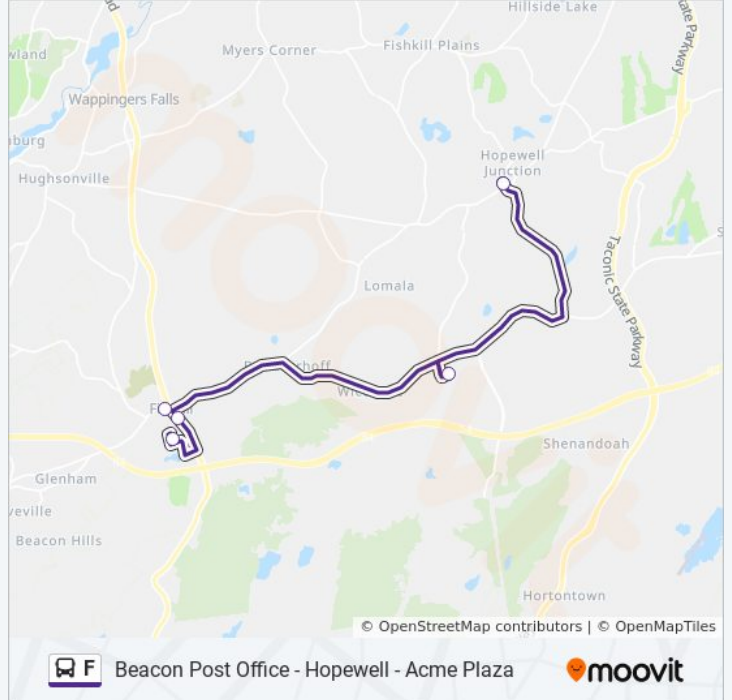 Hillside Lake
Myers Corner
Fishkill Plains
Wappingers Falls
Hopewell
Junction
Hughsonville
Taconic State Parkway
Lomala
Shenandoah
Glenham
Beacon Hills
Hortontown
© OpenStreetMap contributors | © OpenMapTiles
F Beacon Post Office - Hopewell - Acme Plaza
moovit